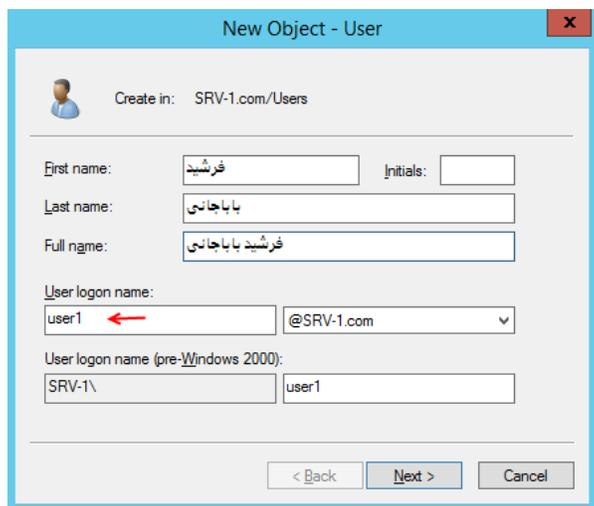 New Object - User
x
Create in: SRV-1.com/Users
First name: فرشید Initials:
Last name: باباجانی
Full name: فرشید باباجانی
User logon name:
user1 @SRV-1.com
User logon name (pre-Windows 2000):
SRV-1\ user1
< Back Next > Cancel